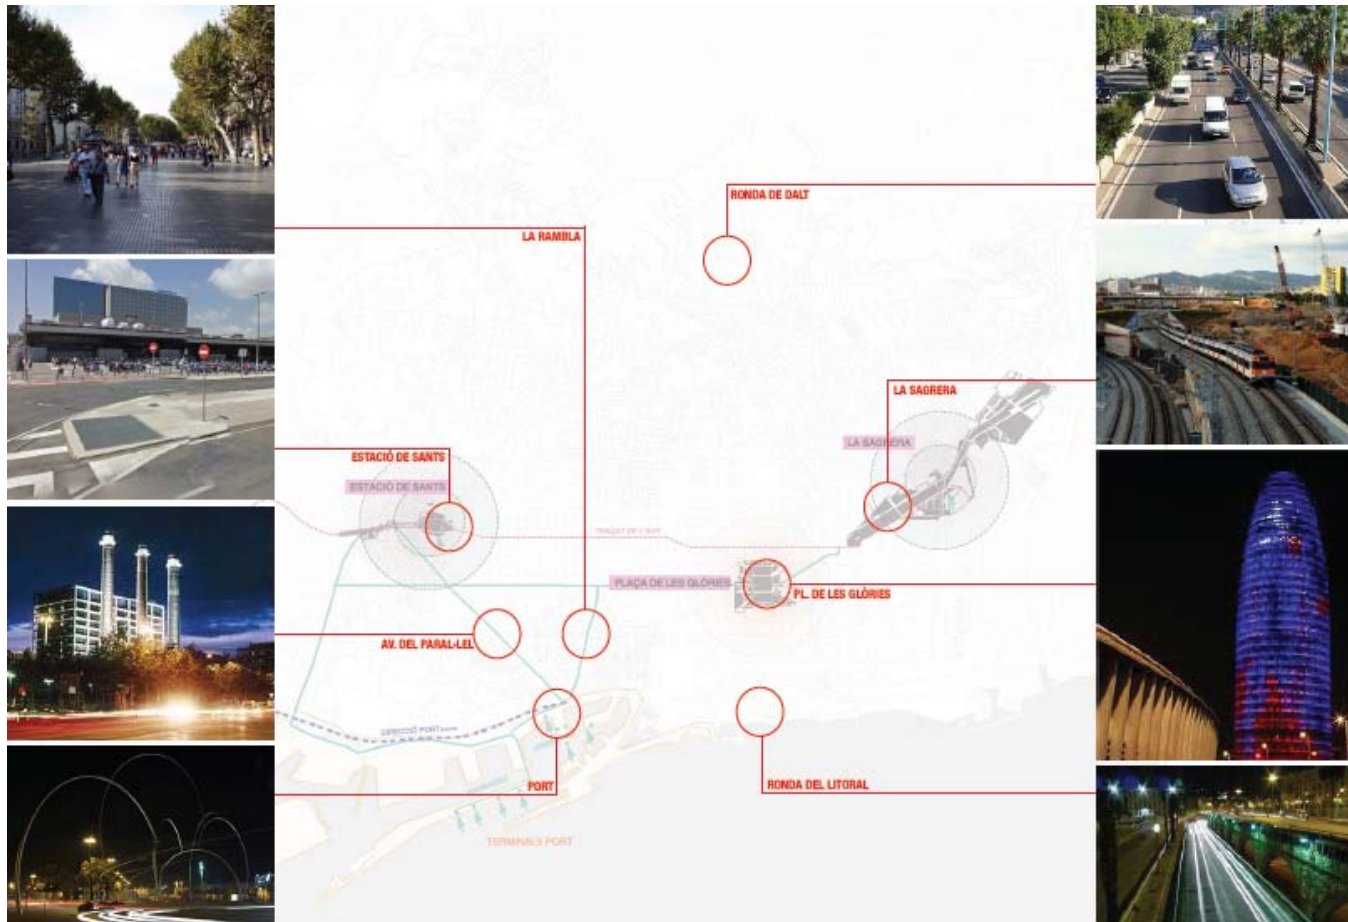 RONDA DE DALT
LA RAMBLA
LA SAGRERA
LA SAGRERA
ESTACIÓ DE SANTS
ESTACIÓ DE SANTS
PLAÇA DE LES GLÒRIES
PL. DE LES GLÒRIES
AV. DEL PARAL·LEL
PORT
RONDA DEL LITORAL
TERMINALS PORT